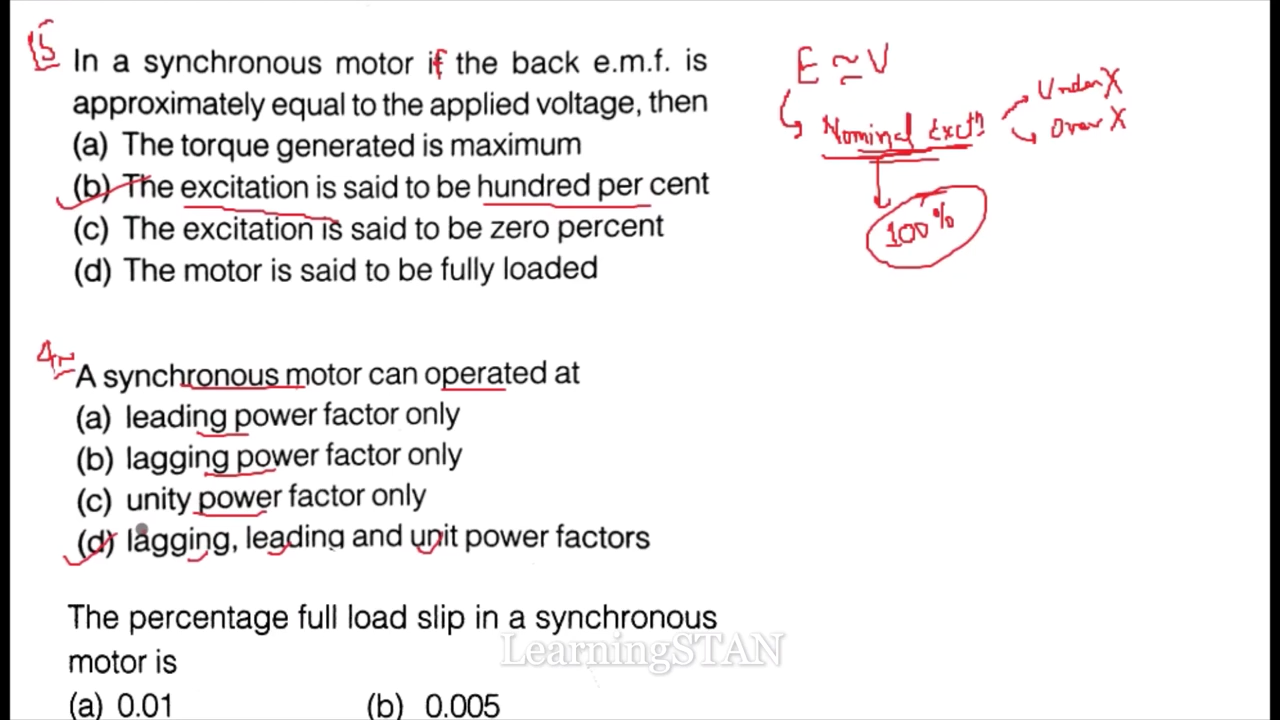 15
In a synchronous motor if the back e.m.f. is
approximately equal to the applied voltage, then
(a) The torque generated is maximum
(b) The excitation is said to be hundred per cent
(c) The excitation is said to be zero percent
(d) The motor is said to be fully loaded
E ≃ V
Nominal Exctn
Under X
Over X
100%
A synchronous motor can operated at
(a) leading power factor only
(b) lagging power factor only
(c) unity power factor only
(d) lagging, leading and unit power factors
The percentage full load slip in a synchronous
motor is
(a) 0.01 (b) 0.005
LearningSTAN